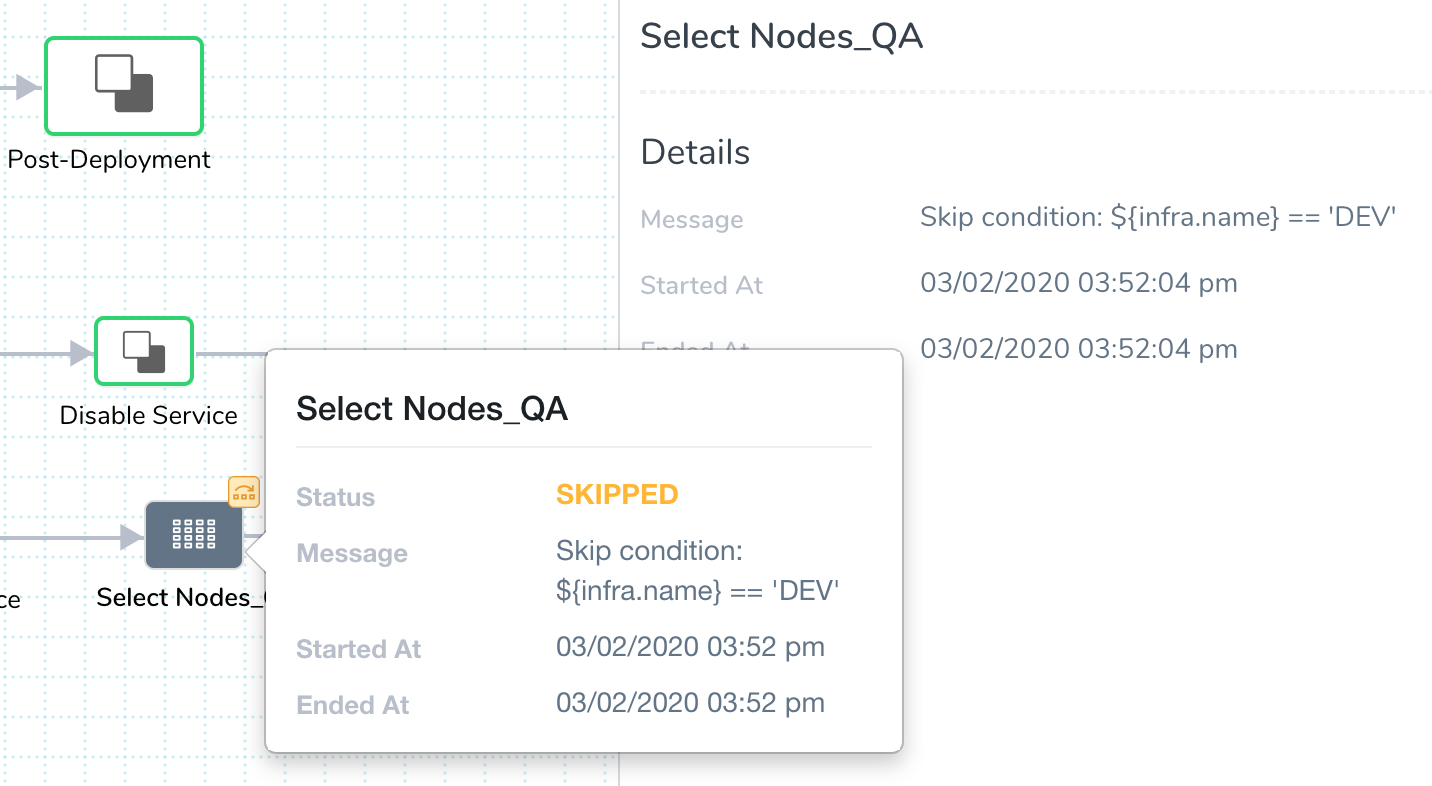 Post-Deployment
Disable Service
ce
Select Nodes_
Select Nodes_QA
Details
Message Skip condition: ${infra.name} == 'DEV'
Started At 03/02/2020 03:52:04 pm
Ended At 03/02/2020 03:52:04 pm
Select Nodes_QA
Status SKIPPED
Message Skip condition:
${infra.name} == 'DEV'
Started At 03/02/2020 03:52 pm
Ended At 03/02/2020 03:52 pm